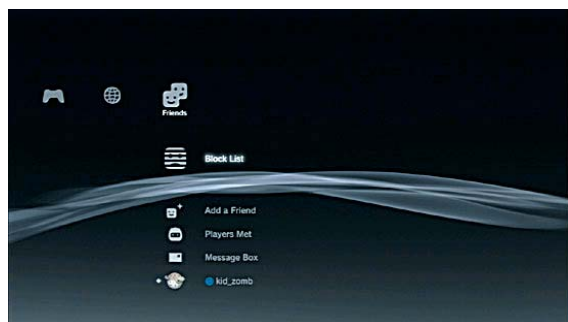 Friends
Block List
Add a Friend
Players Met
Message Box
kid_zomb